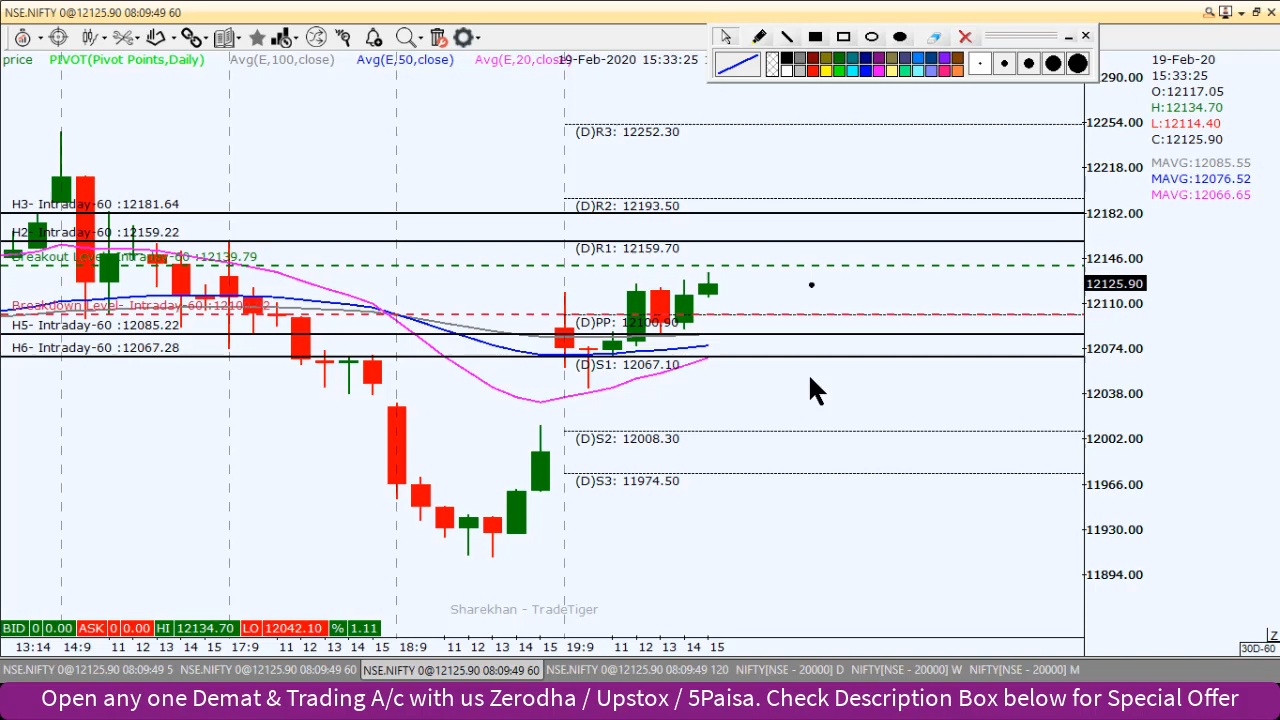 NSE.NIFTY 0@12125.90 08:09:49 60
price PIVOT(Pivot Points,Daily) Avg(E,100,close) Avg(E,50,close) Avg(E,20,close) 19-Feb-2020 15:33:25
19-Feb-20
15:33:25
O:12117.05
H:12134.70
L:12114.40
C:12125.90
MAVG:12085.55
MAVG:12076.52
MAVG:12066.65
290.00
12254.00
12218.00
12182.00
12146.00
12125.90
12110.00
12074.00
12038.00
12002.00
11966.00
11930.00
11894.00
(D)R3: 12252.30
H3- Intraday-60 :12181.64
(D)R2: 12193.50
H2- Intraday-60 :12159.22
(D)R1: 12159.70
Breakout Level- Intraday-60:12139.79
Breakdown Level- Intraday-60:
(D)PP: 12100.90
H5- Intraday-60 :12085.22
H6- Intraday-60 :12067.28
(D)S1: 12067.10
(D)S2: 12008.30
(D)S3: 11974.50
Sharekhan - TradeTiger
BID 0 0.00 ASK 0 0.00 HI 12134.70 LO 12042.10 % 1.11
13:14 14:9 11 12 13 14 15 17:9 11 12 13 14 15 18:9 11 12 13 14 15 19:9 11 12 13 14 15
Z
30D-60
NSE.NIFTY 0@12125.90 08:09:49 5 NSE.NIFTY 0@12125.90 08:09:49 60 NSE.NIFTY 0@12125.90 08:09:49 60 NSE.NIFTY 0@12125.90 08:09:49 120 NIFTY[NSE - 20000] D NIFTY[NSE - 20000] W NIFTY[NSE - 20000] M
Open any one Demat & Trading A/c with us Zerodha / Upstox / 5Paisa. Check Description Box below for Special Offer